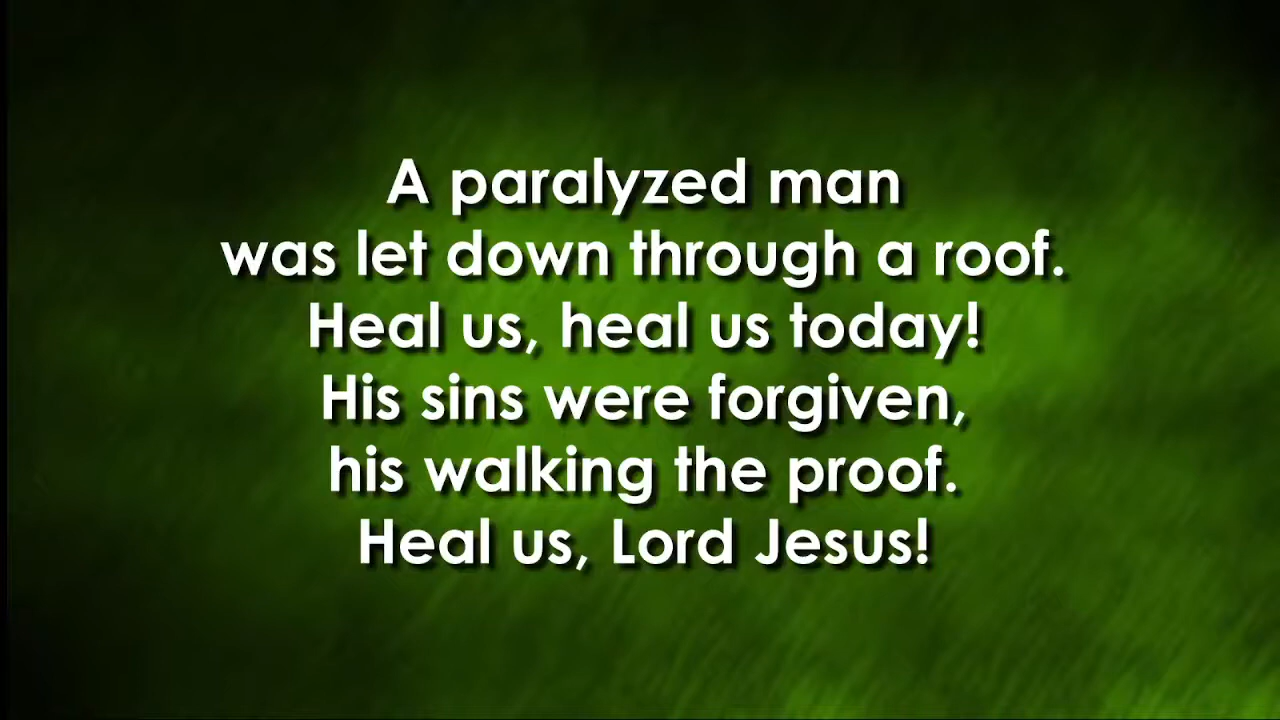 A paralyzed man
was let down through a roof.
Heal us, heal us today!
His sins were forgiven,
his walking the proof.
Heal us, Lord Jesus!